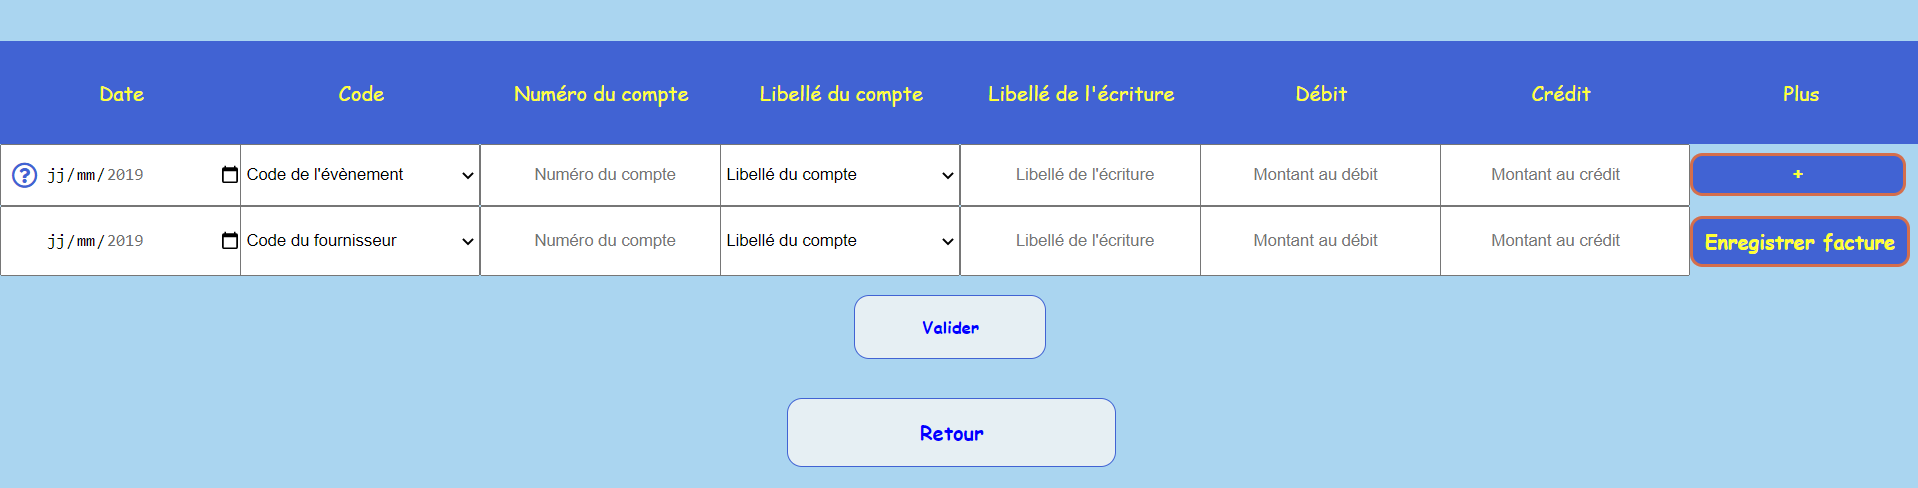 Date Code Numéro du compte Libellé du compte Libellé de l'écriture Débit Crédit Plus
? jj/mm/2019 Code de l'évènement Numéro du compte Libellé du compte Libellé de l'écriture Montant au débit Montant au crédit +
jj/mm/2019 Code du fournisseur Numéro du compte Libellé du compte Libellé de l'écriture Montant au débit Montant au crédit Enregistrer facture
Valider
Retour